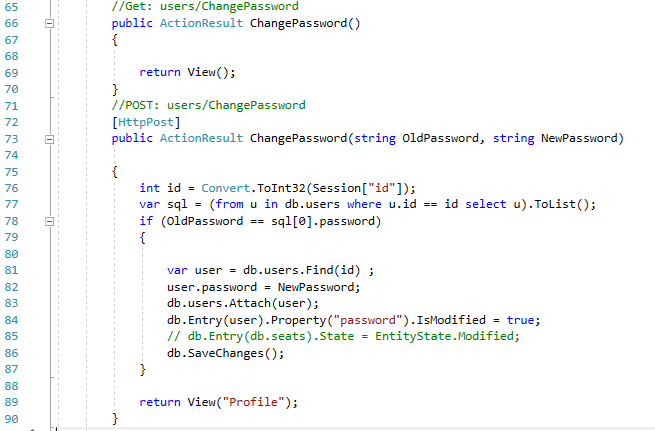 65 //Get: users/ChangePassword
66 public ActionResult ChangePassword()
67 {
68
69 return View();
70 }
71 //POST: users/ChangePassword
72 [HttpPost]
73 public ActionResult ChangePassword(string OldPassword, string NewPassword)
74
75 {
76 int id = Convert.ToInt32(Session["id"]);
77 var sql = (from u in db.users where u.id == id select u).ToList();
78 if (OldPassword == sql[0].password)
79 {
80
81 var user = db.users.Find(id) ;
82 user.password = NewPassword;
83 db.users.Attach(user);
84 db.Entry(user).Property("password").IsModified = true;
85 // db.Entry(db.seats).State = EntityState.Modified;
86 db.SaveChanges();
87 }
88
89 return View("Profile");
90 }